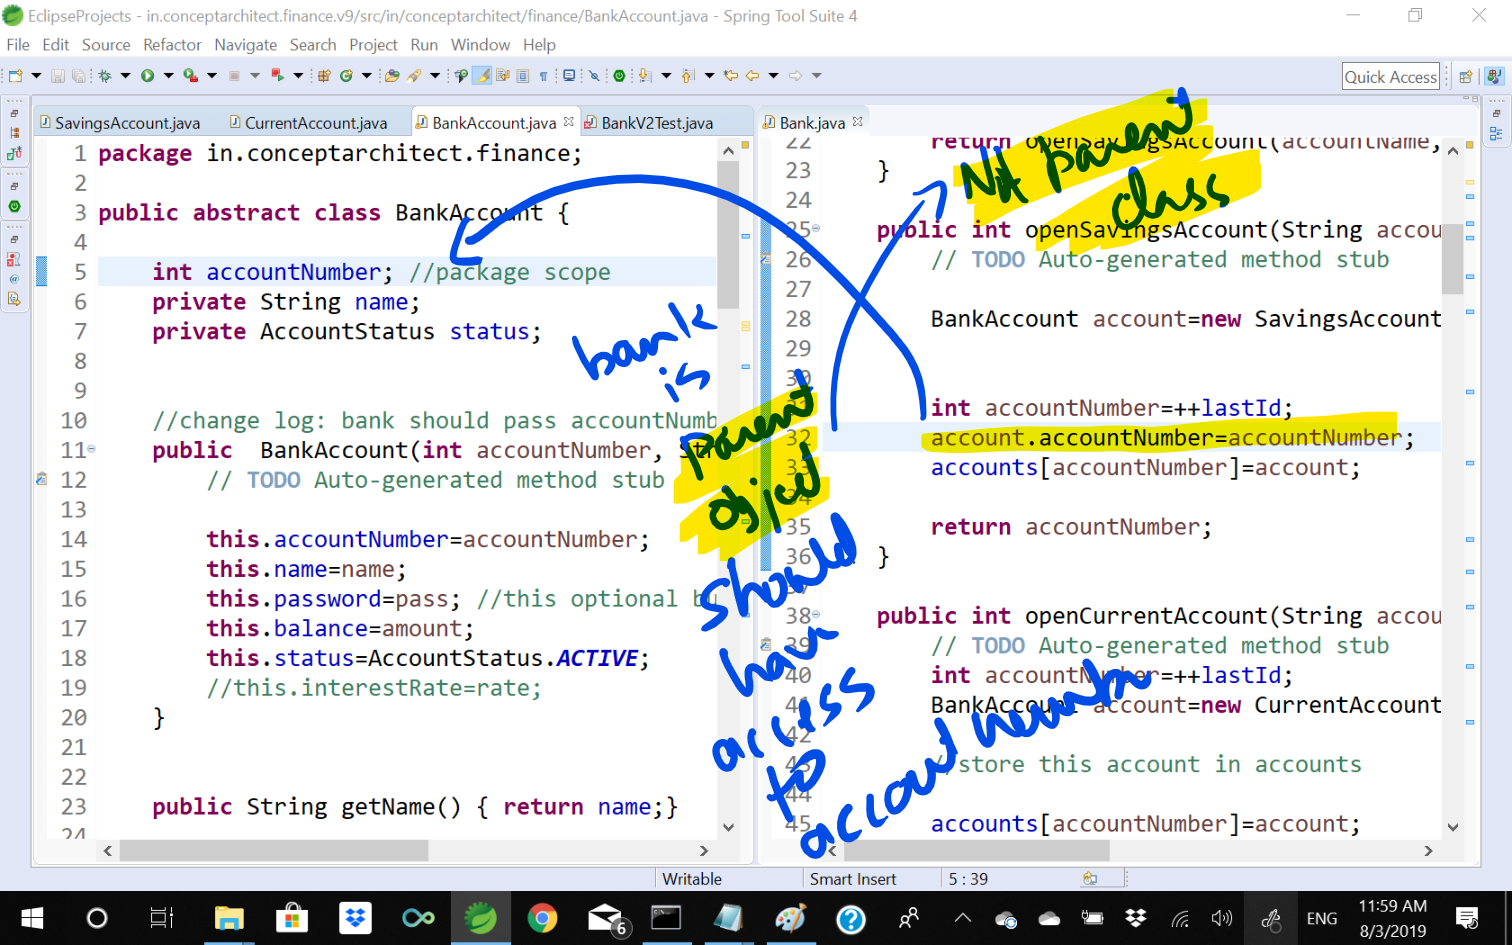 EclipseProjects - in.conceptarchitect.finance.v9/src/in/conceptarchitect/finance/BankAccount.java - Spring Tool Suite 4
File Edit Source Refactor Navigate Search Project Run Window Help
Quick Access
SavingsAccount.java CurrentAccount.java BankAccount.java BankV2Test.java
1 package in.conceptarchitect.finance;
2
3 public abstract class BankAccount {
4
5 int accountNumber; //package scope
6 private String name;
7 private AccountStatus status;
8
9
10 //change log: bank should pass accountNumb
11 public BankAccount(int accountNumber, Str
12 // TODO Auto-generated method stub
13
14 this.accountNumber=accountNumber;
15 this.name=name;
16 this.password=pass; //this optional bu
17 this.balance=amount;
18 this.status=AccountStatus.ACTIVE;
19 //this.interestRate=rate;
20 }
21
22
23 public String getName() { return name;}
24
Bank.java
22 return openSavingsAccount(accountName,
23 }
24
25 public int openSavingsAccount(String accou
26 // TODO Auto-generated method stub
27
28 BankAccount account=new SavingsAccount
29
30
31 int accountNumber=++lastId;
32 account.accountNumber=accountNumber;
33 accounts[accountNumber]=account;
34
35 return accountNumber;
36 }
37
38 public int openCurrentAccount(String accou
39 // TODO Auto-generated method stub
40 int accountNumber=++lastId;
41 BankAccount account=new CurrentAccount
42
43 //store this account in accounts
44
45 accounts[accountNumber]=account;
Not parent
class
bank
is
parent
object
should
have
access
to
account number
Writable Smart Insert 5 : 39
6
ENG
11:59 AM
8/3/2019